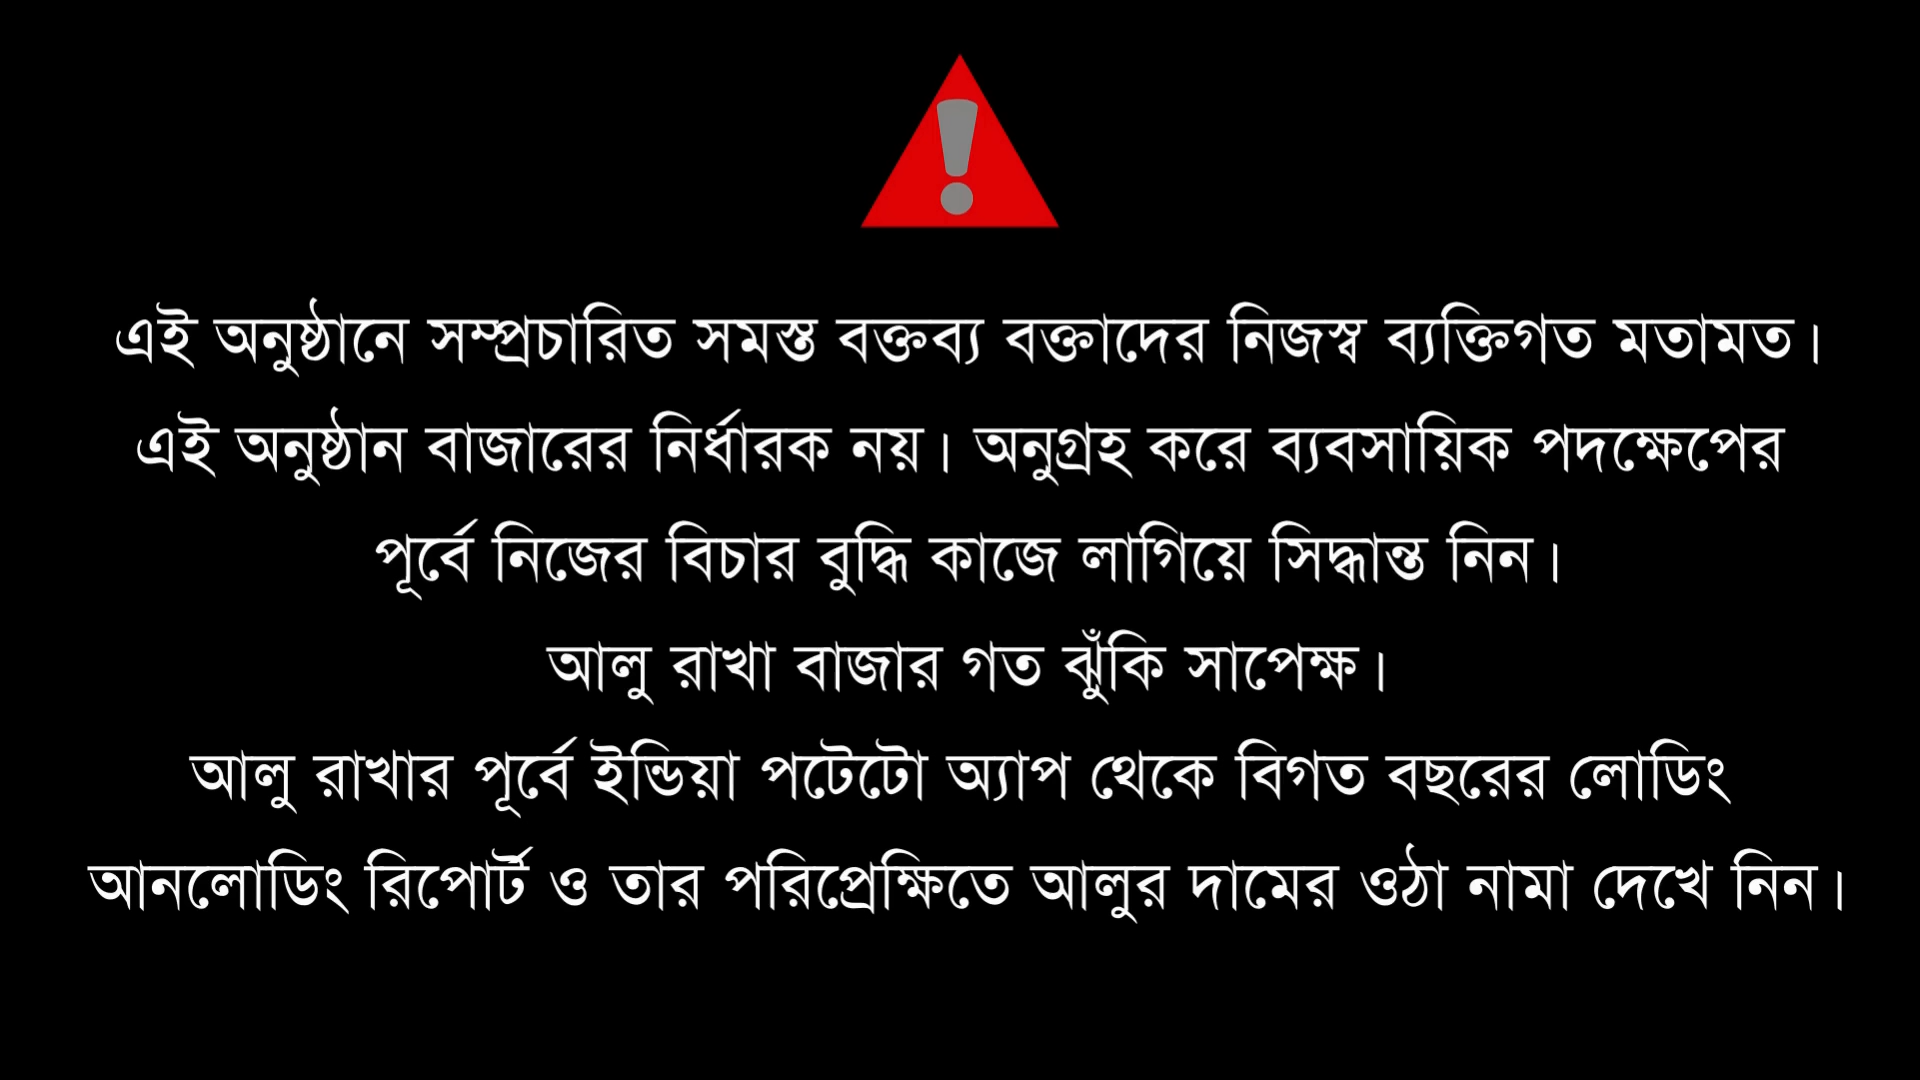 এই অনুষ্ঠানে সম্প্রচারিত সমস্ত বক্তব্য বক্তাদের নিজস্ব ব্যক্তিগত মতামত।
এই অনুষ্ঠান বাজারের নির্ধারক নয়। অনুগ্রহ করে ব্যবসায়িক পদক্ষেপের
পূর্বে নিজের বিচার বুদ্ধি কাজে লাগিয়ে সিদ্ধান্ত নিন।
আলু রাখা বাজার গত ঝুঁকি সাপেক্ষ।
আলু রাখার পূর্বে ইন্ডিয়া পটেটো অ্যাপ থেকে বিগত বছরের লোডিং
আনলোডিং রিপোর্ট ও তার পরিপ্রেক্ষিতে আলুর দামের ওঠা নামা দেখে নিন।